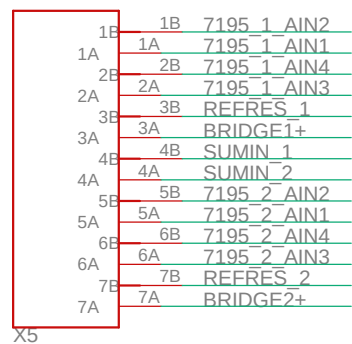 1B 1B 7195_1_AIN2
1A 1A 7195_1_AIN1
2B 2B 7195_1_AIN4
2A 2A 7195_1_AIN3
3B 3B REFRES_1
3A 3A BRIDGE1+
4B 4B SUMIN_1
4A 4A SUMIN_2
5B 5B 7195_2_AIN2
5A 5A 7195_2_AIN1
6B 6B 7195_2_AIN4
6A 6A 7195_2_AIN3
7B 7B REFRES_2
7A 7A BRIDGE2+
X5